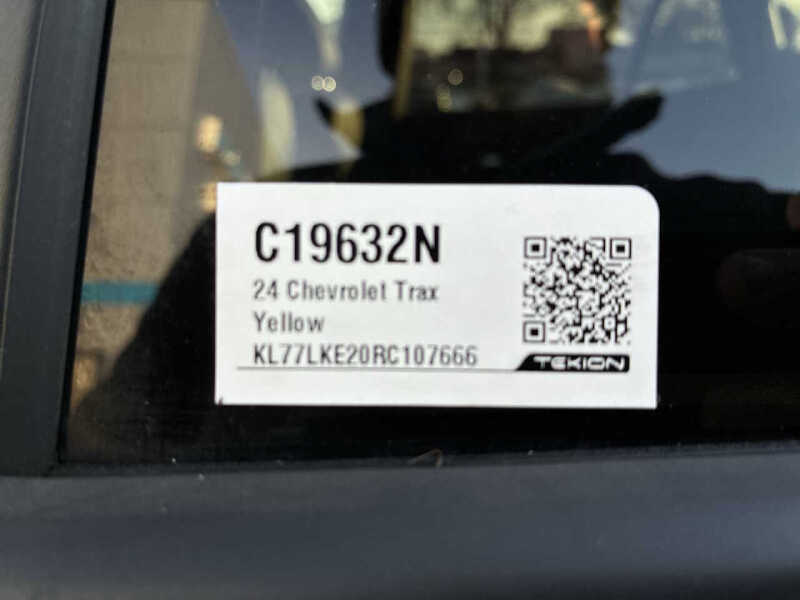 C19632N
24 Chevrolet Trax
Yellow
KL77LKE20RC107666
TEKION